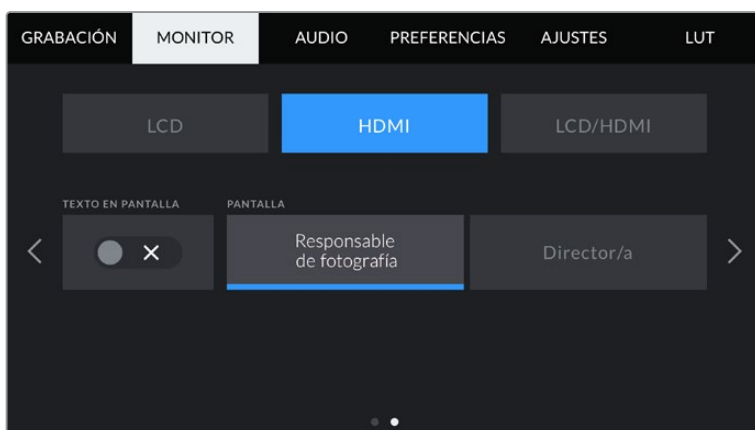 GRABACIÓN MONITOR AUDIO PREFERENCIAS AJUSTES LUT
LCD HDMI LCD/HDMI
TEXTO EN PANTALLA PANTALLA
Responsable
de fotografía
Director/a